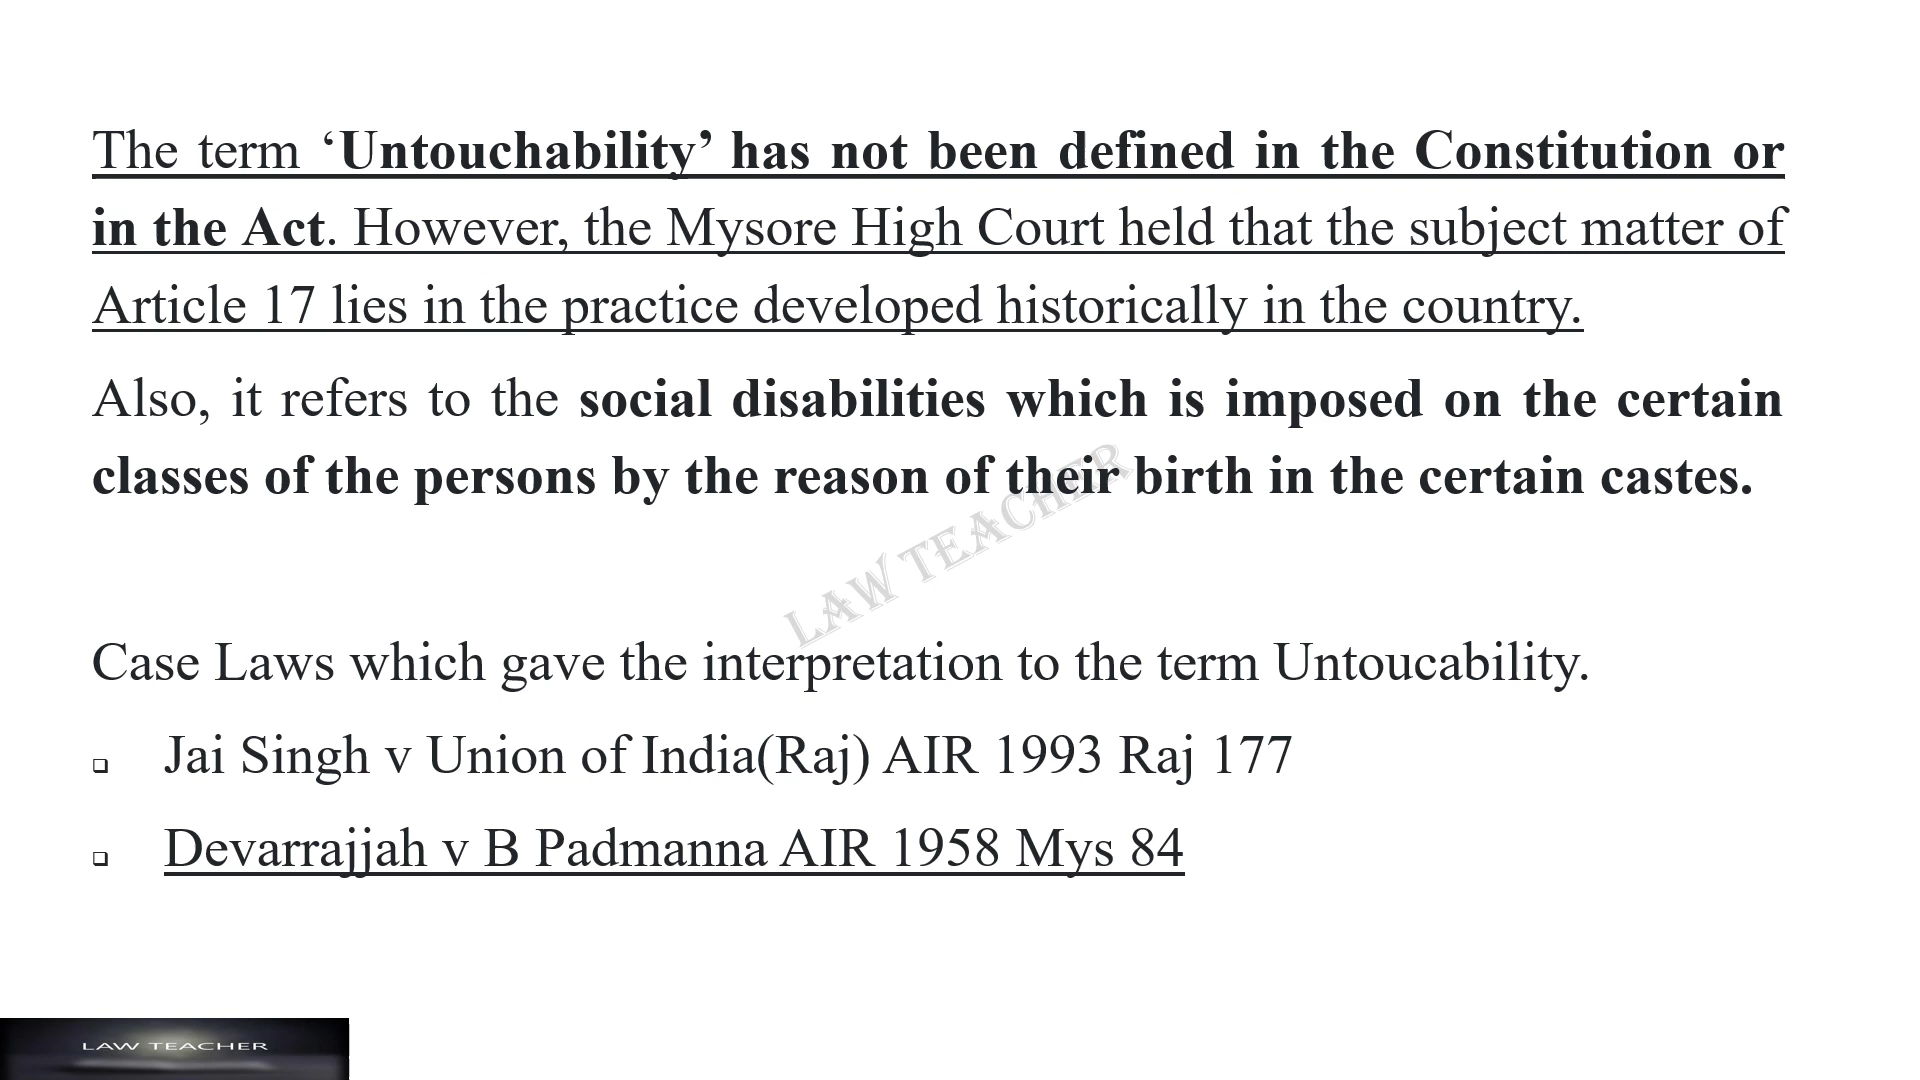 The term ‘Untouchability’ has not been defined in the Constitution or
in the Act. However, the Mysore High Court held that the subject matter of
Article 17 lies in the practice developed historically in the country.
Also, it refers to the social disabilities which is imposed on the certain
classes of the persons by the reason of their birth in the certain castes.
LAW TEACHER
Case Laws which gave the interpretation to the term Untoucability.
Jai Singh v Union of India(Raj) AIR 1993 Raj 177
Devarrajjah v B Padmanna AIR 1958 Mys 84
LAW TEACHER